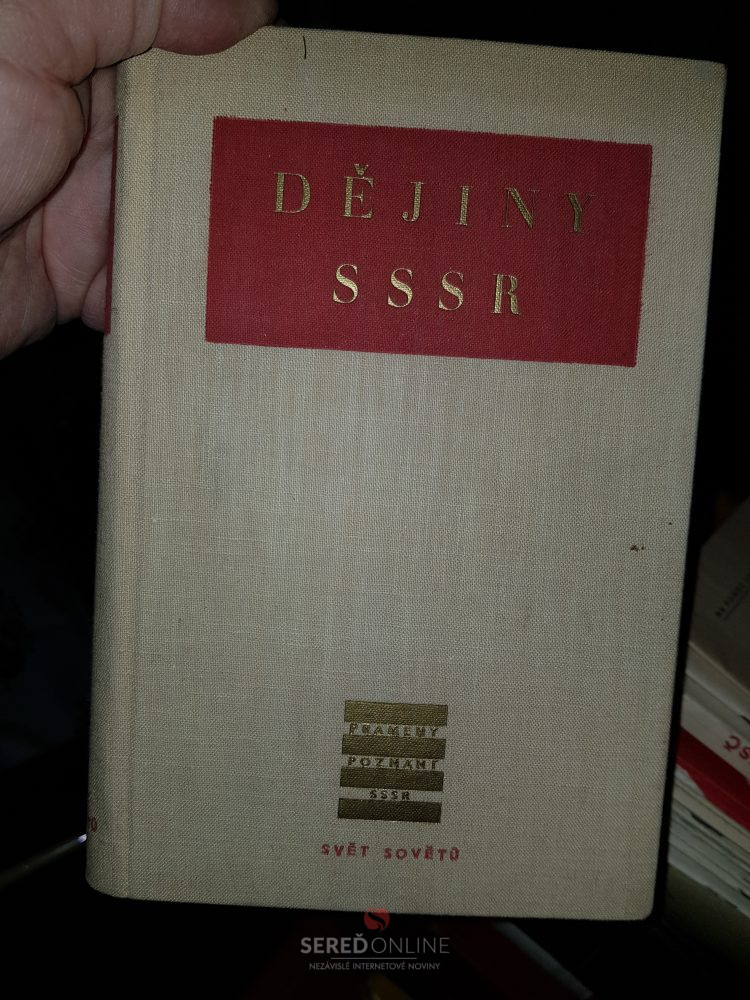 DĚJINY
SSSR
PRAMENY
POZNÁNÍ
SSSR
SVĚT SOVĚTŮ
SEREĎONLINE
NEZÁVISLÉ INTERNETOVÉ NOVINY